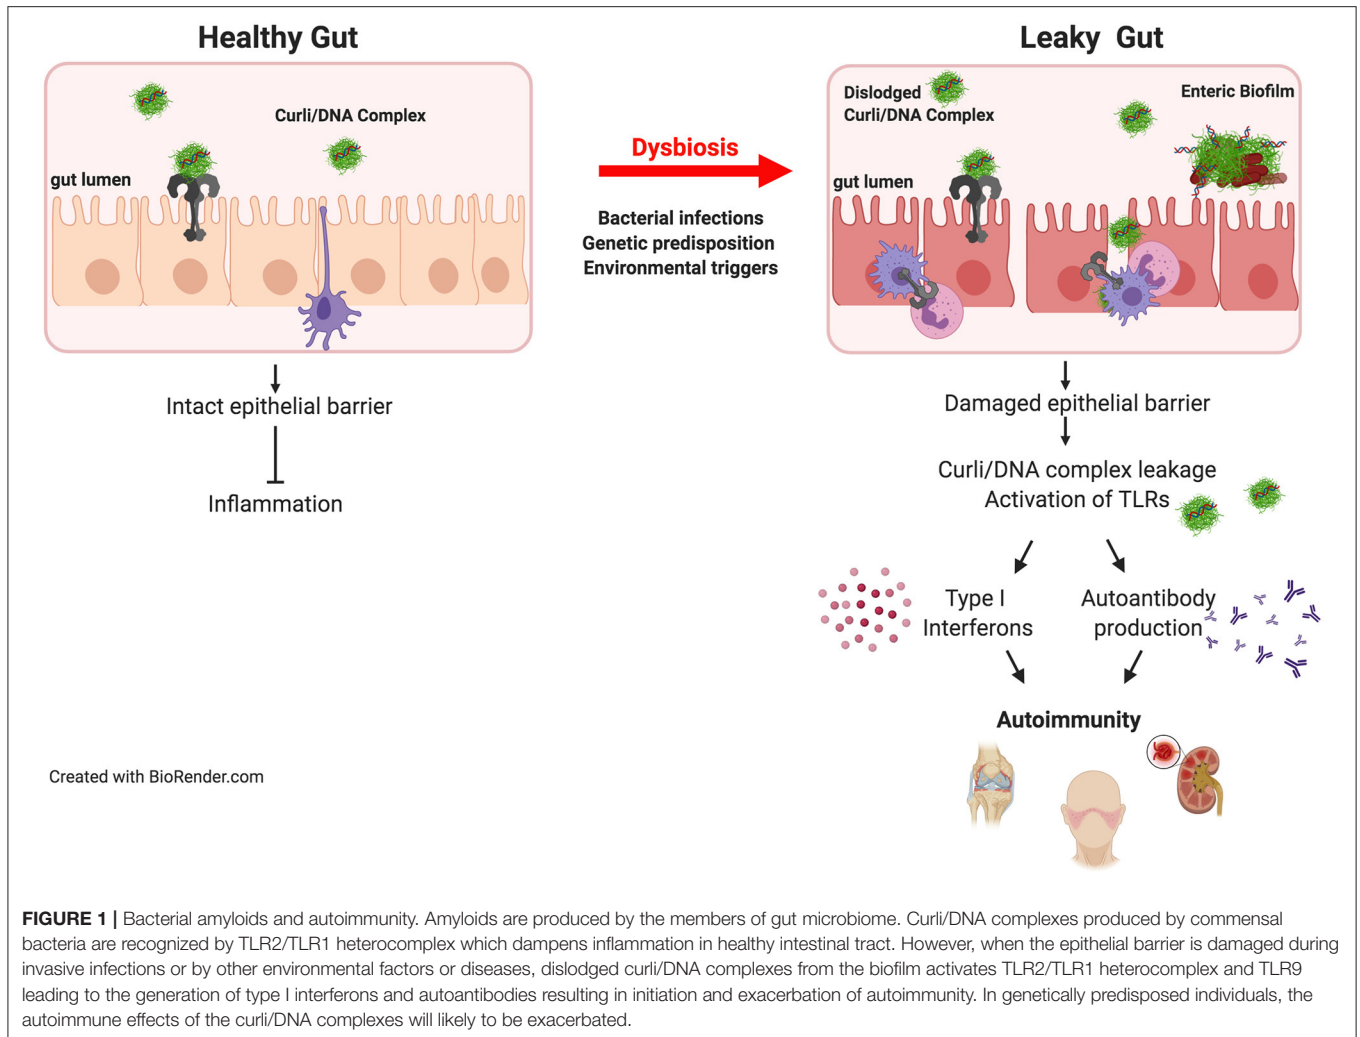 Healthy Gut
Curli/DNA Complex
gut lumen
Intact epithelial barrier
Inflammation
Dysbiosis
Bacterial infections
Genetic predisposition
Environmental triggers
Leaky Gut
Dislodged
Curli/DNA Complex
Enteric Biofilm
gut lumen
Damaged epithelial barrier
Curli/DNA complex leakage
Activation of TLRs
Type I
Interferons
Autoantibody
production
Autoimmunity
Created with BioRender.com
FIGURE 1 | Bacterial amyloids and autoimmunity. Amyloids are produced by the members of gut microbiome. Curli/DNA complexes produced by commensal
bacteria are recognized by TLR2/TLR1 heterocomplex which dampens inflammation in healthy intestinal tract. However, when the epithelial barrier is damaged during
invasive infections or by other environmental factors or diseases, dislodged curli/DNA complexes from the biofilm activates TLR2/TLR1 heterocomplex and TLR9
leading to the generation of type I interferons and autoantibodies resulting in initiation and exacerbation of autoimmunity. In genetically predisposed individuals, the
autoimmune effects of the curli/DNA complexes will likely to be exacerbated.